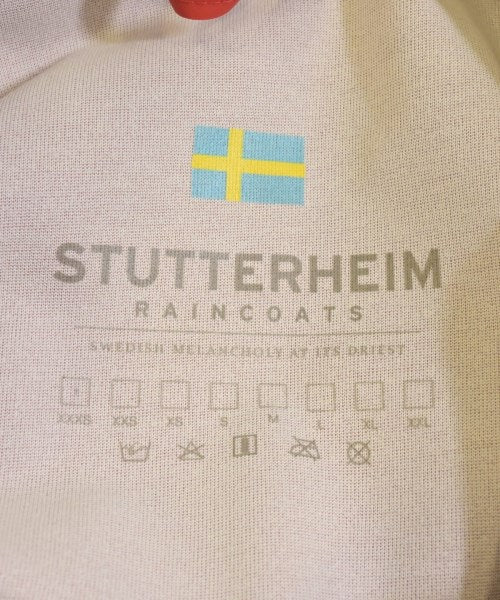 STUTTERHEIM
RAINCOATS
SWEDISH MELANCHOLY AT ITS DRIEST
XXXS XXS XS S M L XL XXL